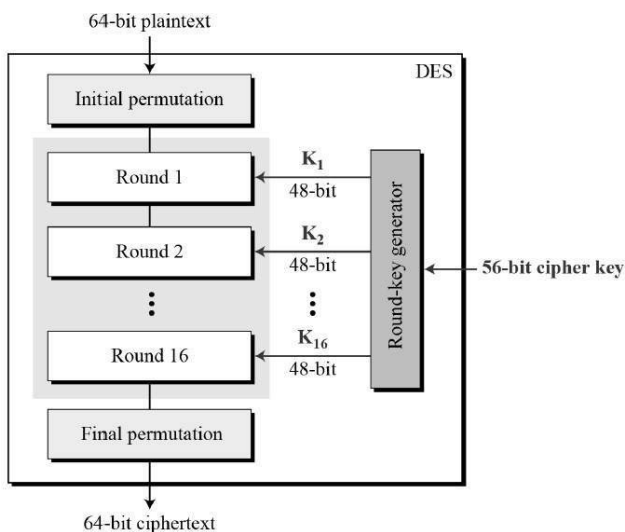 64-bit plaintext
DES
Initial permutation
Round 1
K1
48-bit
Round 2
K2
48-bit
Round-key generator
56-bit cipher key
Round 16
K16
48-bit
Final permutation
64-bit ciphertext